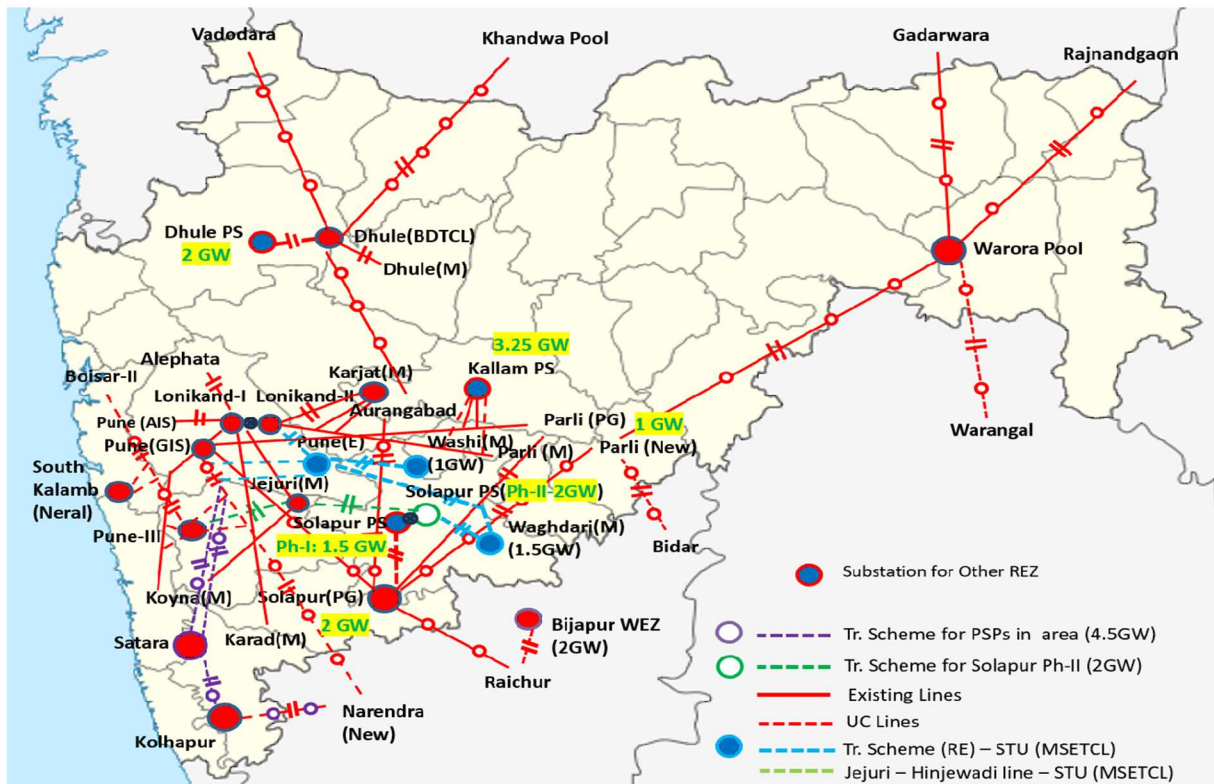 Vadodara
Khandwa Pool
Gadarwara
Rajnandgaon
Dhule PS
2 GW
Dhule(BDTCL)
Dhule(M)
Warora Pool
3.25 GW
Kallam PS
Alephata
Boisar-II
Karjat(M)
Lonikand-I
Lonikand-II
Aurangabad
Pune (AIS)
Parli (PG)
1 GW
Warangal
Pune(GIS)
Pune(E)
Washi(M)
(1GW)
Parli (M)
Parli (New)
South
Kalamb
(Neral)
Jejuri(M)
Solapur PS(Ph-II-2GW)
Solapur PS
Waghdari(M)
(1.5GW)
Pune-III
Ph-I: 1.5 GW
Bidar
Koyna(M)
Solapur(PG)
2 GW
Satara
Karad(M)
Bijapur WEZ
(2GW)
Raichur
Narendra
(New)
Kolhapur
Substation for Other REZ
Tr. Scheme for PSPs in area (4.5GW)
Tr. Scheme for Solapur Ph-II (2GW)
Existing Lines
UC Lines
Tr. Scheme (RE) – STU (MSETCL)
Jejuri – Hinjewadi line – STU (MSETCL)